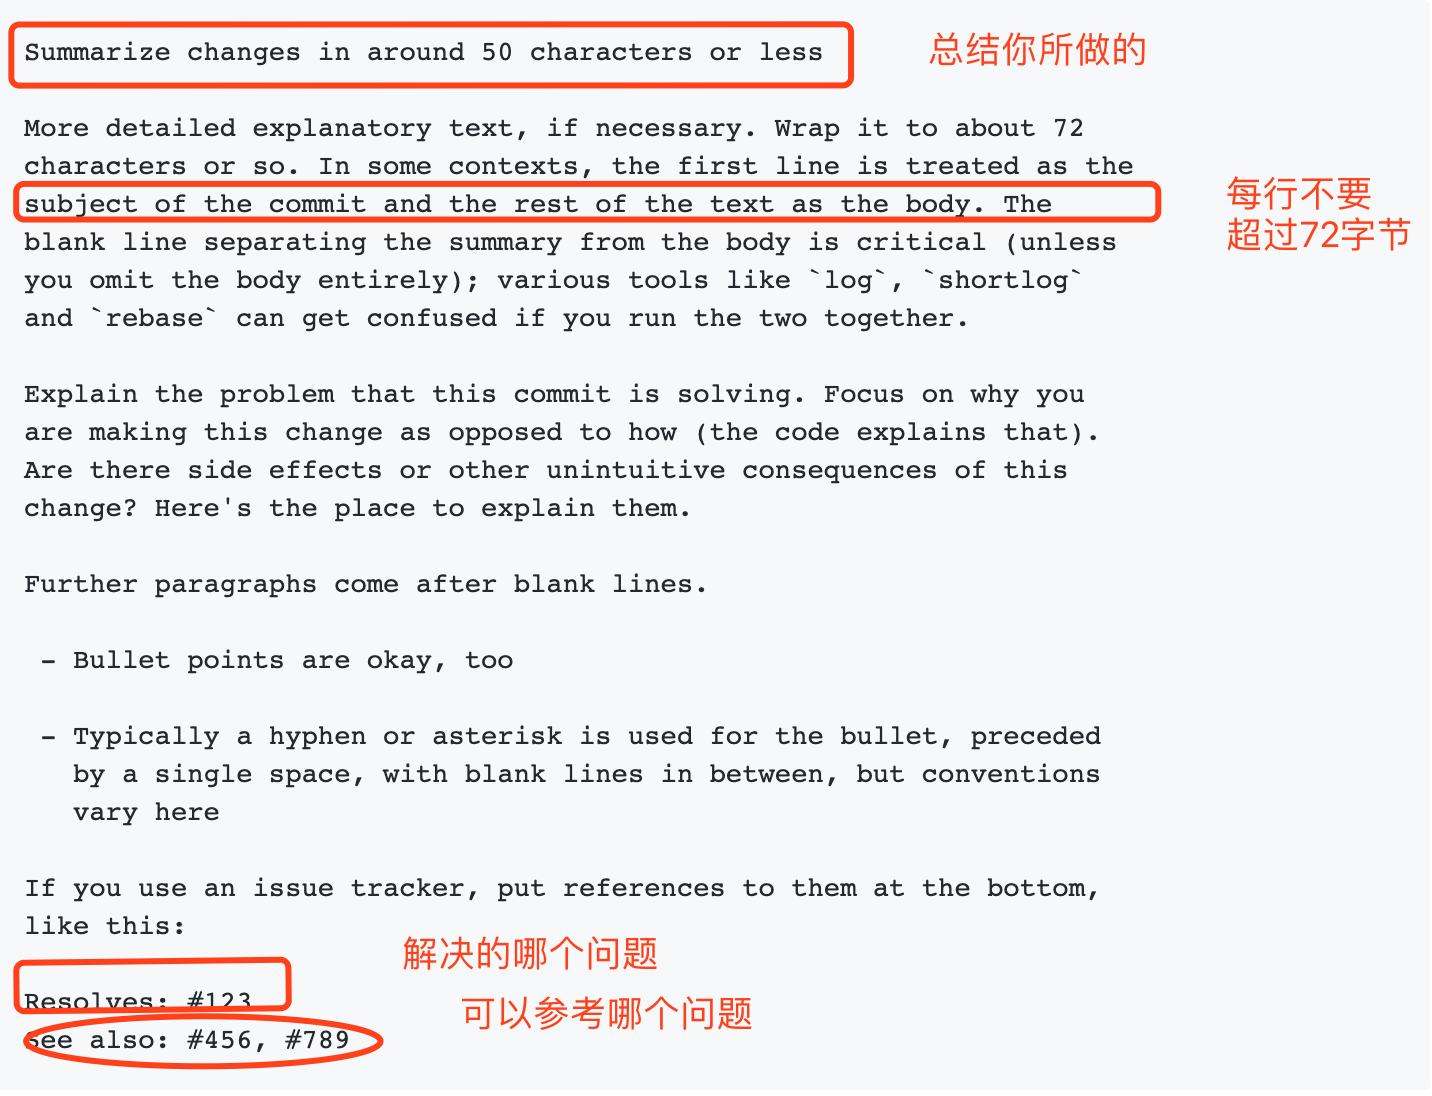 Summarize changes in around 50 characters or less
总结你所做的
More detailed explanatory text, if necessary. Wrap it to about 72
characters or so. In some contexts, the first line is treated as the
subject of the commit and the rest of the text as the body. The
每行不要
超过72字节
blank line separating the summary from the body is critical (unless
you omit the body entirely); various tools like `log`, `shortlog`
and `rebase` can get confused if you run the two together.
Explain the problem that this commit is solving. Focus on why you
are making this change as opposed to how (the code explains that).
Are there side effects or other unintuitive consequences of this
change? Here's the place to explain them.
Further paragraphs come after blank lines.
- Bullet points are okay, too
- Typically a hyphen or asterisk is used for the bullet, preceded
by a single space, with blank lines in between, but conventions
vary here
If you use an issue tracker, put references to them at the bottom,
like this:
解决的哪个问题
Resolves: #123
可以参考哪个问题
See also: #456, #789